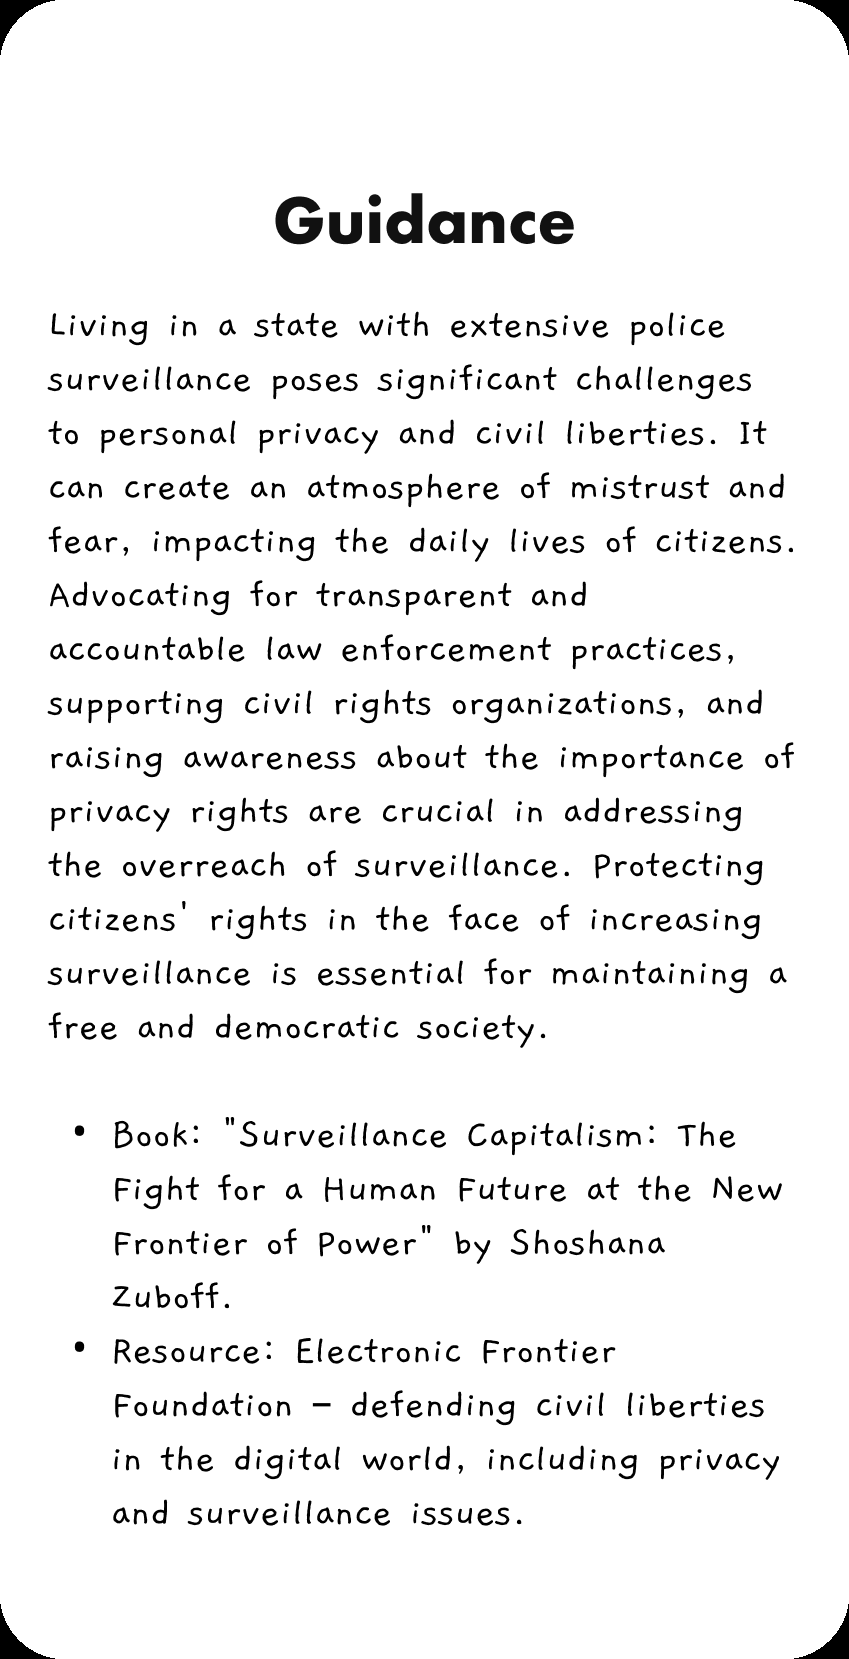 Guidance
Living in a state with extensive police
surveillance poses significant challenges
to personal privacy and civil liberties. It
can create an atmosphere of mistrust and
fear, impacting the daily lives of citizens.
Advocating for transparent and
accountable law enforcement practices,
supporting civil rights organizations, and
raising awareness about the importance of
privacy rights are crucial in addressing
the overreach of surveillance. Protecting
citizens' rights in the face of increasing
surveillance is essential for maintaining a
free and democratic society.
• Book: "Surveillance Capitalism: The
Fight for a Human Future at the New
Frontier of Power" by Shoshana
Zuboff.
• Resource: Electronic Frontier
Foundation – defending civil liberties
in the digital world, including privacy
and surveillance issues.